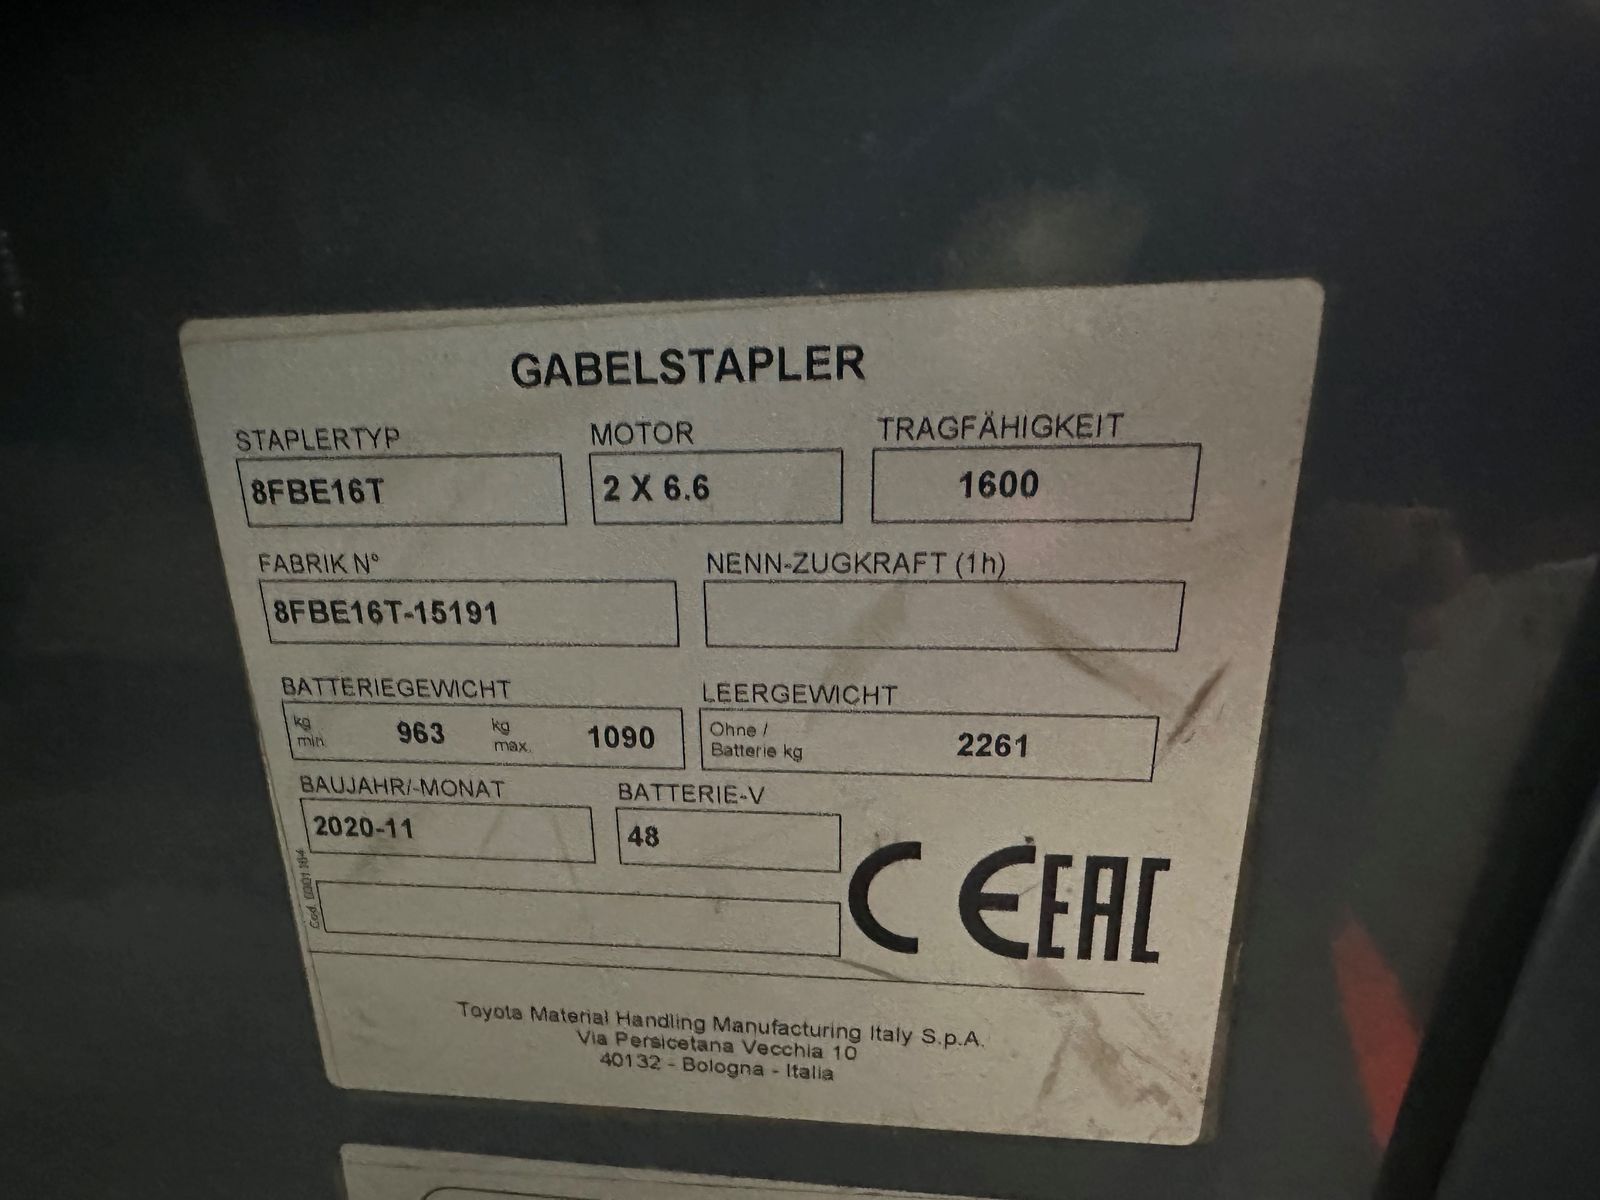 GABELSTAPLER
STAPLERTYP MOTOR TRAGFÄHIGKEIT
8FBE16T 2 X 6.6 1600
FABRIK Nº NENN-ZUGKRAFT (1h)
8FBE16T-15191
BATTERIEGEWICHT LEERGEWICHT
kg min. 963 kg max. 1090 Ohne / Batterie kg 2261
BAUJAHR/-MONAT BATTERIE-V
2020-11 48
CE EAC
Toyota Material Handling Manufacturing Italy S.p.A.
Via Persicetana Vecchia 10
40132 - Bologna - Italia